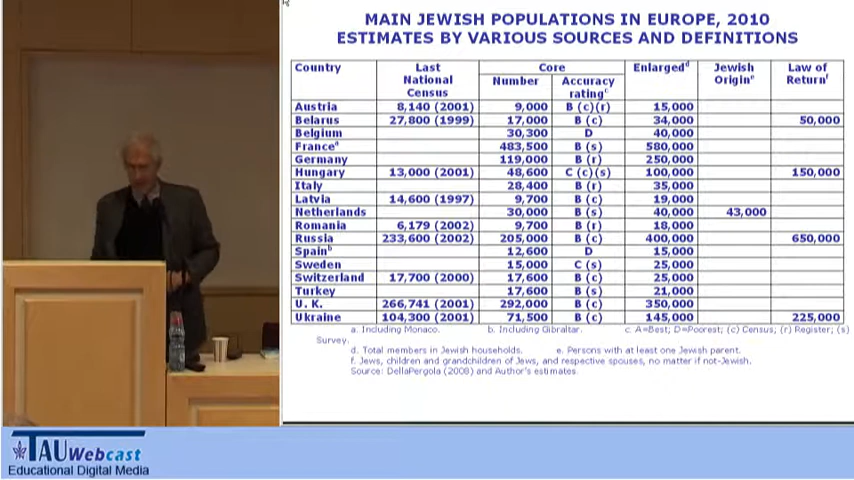 MAIN JEWISH POPULATIONS IN EUROPE, 2010
ESTIMATES BY VARIOUS SOURCES AND DEFINITIONS
Country Last National Census Core Enlarged^d Jewish Origin^e Law of Return^f
Number Accuracy rating^c
Austria 8,140 (2001) 9,000 B (c)(r) 15,000
Belarus 27,800 (1999) 17,000 B (c) 34,000 50,000
Belgium 30,300 D 40,000
France^a 483,500 B (s) 580,000
Germany 119,000 B (r) 250,000
Hungary 13,000 (2001) 48,600 C (c)(s) 100,000 150,000
Italy 28,400 B (r) 35,000
Latvia 14,600 (1997) 9,700 B (c) 19,000
Netherlands 30,000 B (s) 40,000 43,000
Romania 6,179 (2002) 9,700 B (r) 18,000
Russia 233,600 (2002) 205,000 B (c) 400,000 650,000
Spain^b 12,600 D 15,000
Sweden 15,000 C (s) 25,000
Switzerland 17,700 (2000) 17,600 B (c) 25,000
Turkey 17,600 B (s) 21,000
U. K. 266,741 (2001) 292,000 B (c) 350,000
Ukraine 104,300 (2001) 71,500 B (c) 145,000 225,000
a. Including Monaco. b. Including Gibraltar. c. A=Best; D=Poorest; (c) Census; (r) Register; (s)
Survey.
d. Total members in Jewish households. e. Persons with at least one Jewish parent.
f. Jews, children and grandchildren of Jews, and respective spouses, no matter if not-Jewish.
Source: DellaPergola (2008) and Author's estimates.
TAU Webcast
Educational Digital Media